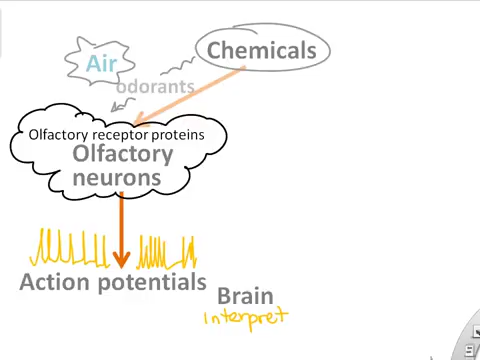 Chemicals
Air
odorants
Olfactory receptor proteins
Olfactory
neurons
Action potentials
Brain
interpret